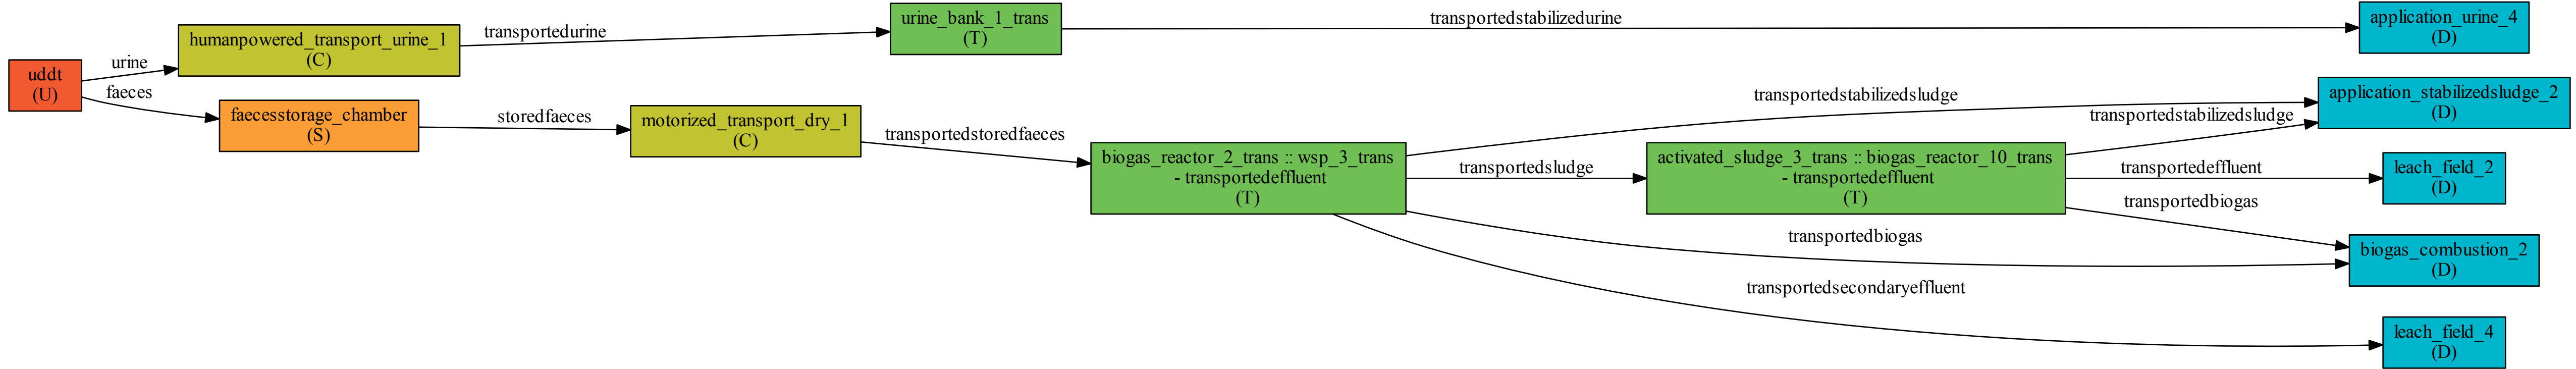 uddt
(U)
urine
faeces
humanpowered_transport_urine_1
(C)
faecesstorage_chamber
(S)
transportedurine
storedfaeces
motorized_transport_dry_1
(C)
urine_bank_1_trans
(T)
transportedstoredfaeces
biogas_reactor_2_trans :: wsp_3_trans
- transportedeffluent
(T)
transportedstabilizedurine
transportedsludge
activated_sludge_3_trans :: biogas_reactor_10_trans
- transportedeffluent
(T)
transportedstabilizedsludge
transportedbiogas
transportedsecondaryeffluent
transportedstabilizedsludge
transportedeffluent
transportedbiogas
application_urine_4
(D)
application_stabilizedsludge_2
(D)
leach_field_2
(D)
biogas_combustion_2
(D)
leach_field_4
(D)